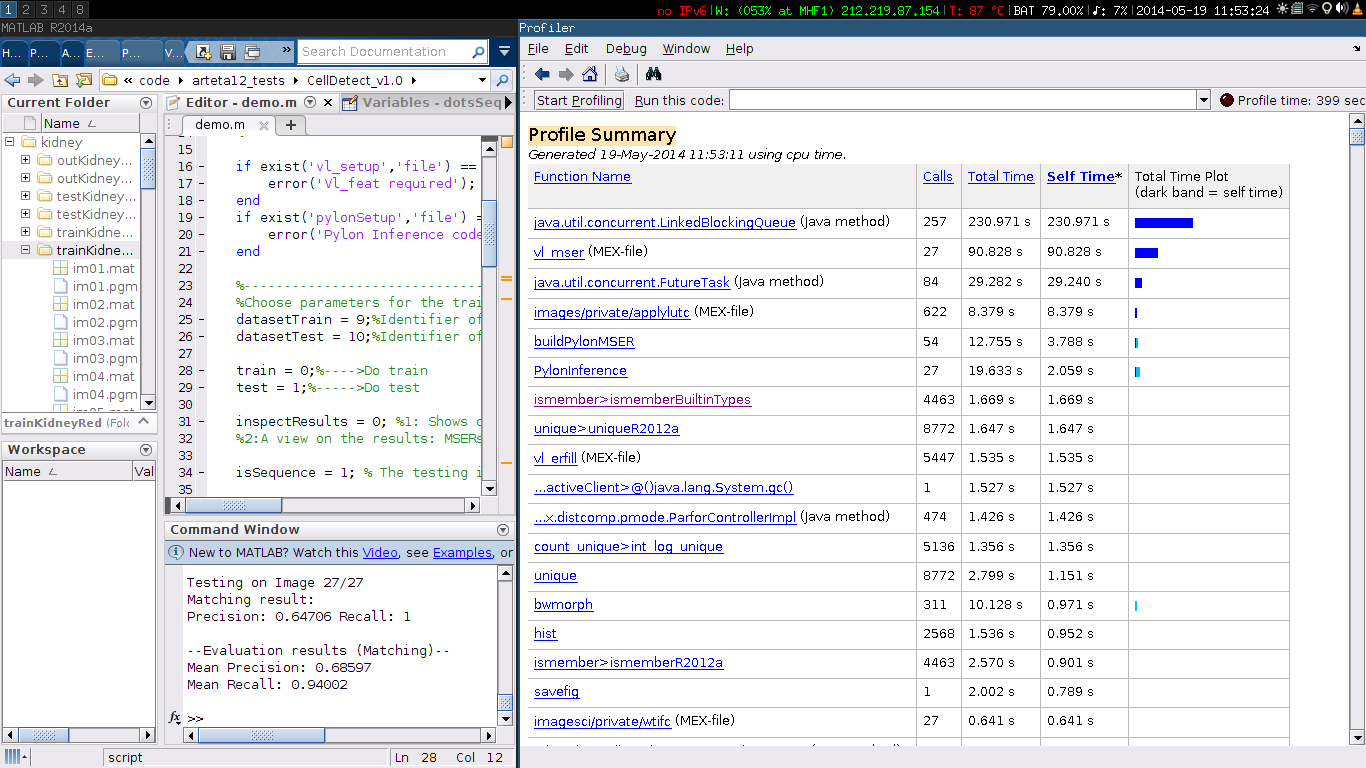 1 2 3 4 8
no IPv6|W: (053% at MHF1) 212.219.87.154|T: 87 °C|BAT 79.00%|♪: 7%|2014-05-19 11:53:24
MATLAB R2014a
H... P... A... E... P... V... » Search Documentation
« code ▸ arteta12_tests ▸ CellDetect_v1.0 ▸
Current Folder
Name
kidney
outKidney...
outKidney...
testKidney...
testKidney...
trainKidne...
trainKidne...
im01.mat
im01.pgm
im02.mat
im02.pgm
im03.mat
im03.pgm
im04.mat
im04.pgm
im05.mat
trainKidneyRed (Fold
Workspace
Name Val
Editor - demo.m Variables - dotsSeq
demo.m
15
16 - if exist('vl_setup','file') ==
17 - error('Vl_feat required');
18 - end
19 - if exist('pylonSetup','file') =
20 - error('Pylon Inference code
21 - end
22
23 %------------------------------
24 %Choose parameters for the trai
25 - datasetTrain = 9;%Identifier of
26 - datasetTest = 10;%Identifier of
27
28 - train = 0;%---->Do train
29 - test = 1;%----->Do test
30
31 - inspectResults = 0; %1: Shows
32 %2:A view on the results: MSERs
33
34 - isSequence = 1; % The testing i
35
Command Window
New to MATLAB? Watch this Video, see Examples, or
Testing on Image 27/27
Matching result:
Precision: 0.64706 Recall: 1
--Evaluation results (Matching)--
Mean Precision: 0.68597
Mean Recall: 0.94002
fx >>
script Ln 28 Col 12
Profiler
File Edit Debug Window Help
Start Profiling Run this code: Profile time: 399 sec
Profile Summary
Generated 19-May-2014 11:53:11 using cpu time.
Function Name Calls Total Time Self Time* Total Time Plot
(dark band = self time)
java.util.concurrent.LinkedBlockingQueue (Java method) 257 230.971 s 230.971 s
vl_mser (MEX-file) 27 90.828 s 90.828 s
java.util.concurrent.FutureTask (Java method) 84 29.282 s 29.240 s
images/private/applylutc (MEX-file) 622 8.379 s 8.379 s
buildPylonMSER 54 12.755 s 3.788 s
PylonInference 27 19.633 s 2.059 s
ismember>ismemberBuiltinTypes 4463 1.669 s 1.669 s
unique>uniqueR2012a 8772 1.647 s 1.647 s
vl_erfill (MEX-file) 5447 1.535 s 1.535 s
...activeClient>@()java.lang.System.gc() 1 1.527 s 1.527 s
...x.distcomp.pmode.ParforControllerImpl (Java method) 474 1.426 s 1.426 s
count_unique>int_log_unique 5136 1.356 s 1.356 s
unique 8772 2.799 s 1.151 s
bwmorph 311 10.128 s 0.971 s
hist 2568 1.536 s 0.952 s
ismember>ismemberR2012a 4463 2.570 s 0.901 s
savefig 1 2.002 s 0.789 s
imagesci/private/wtifc (MEX-file) 27 0.641 s 0.641 s